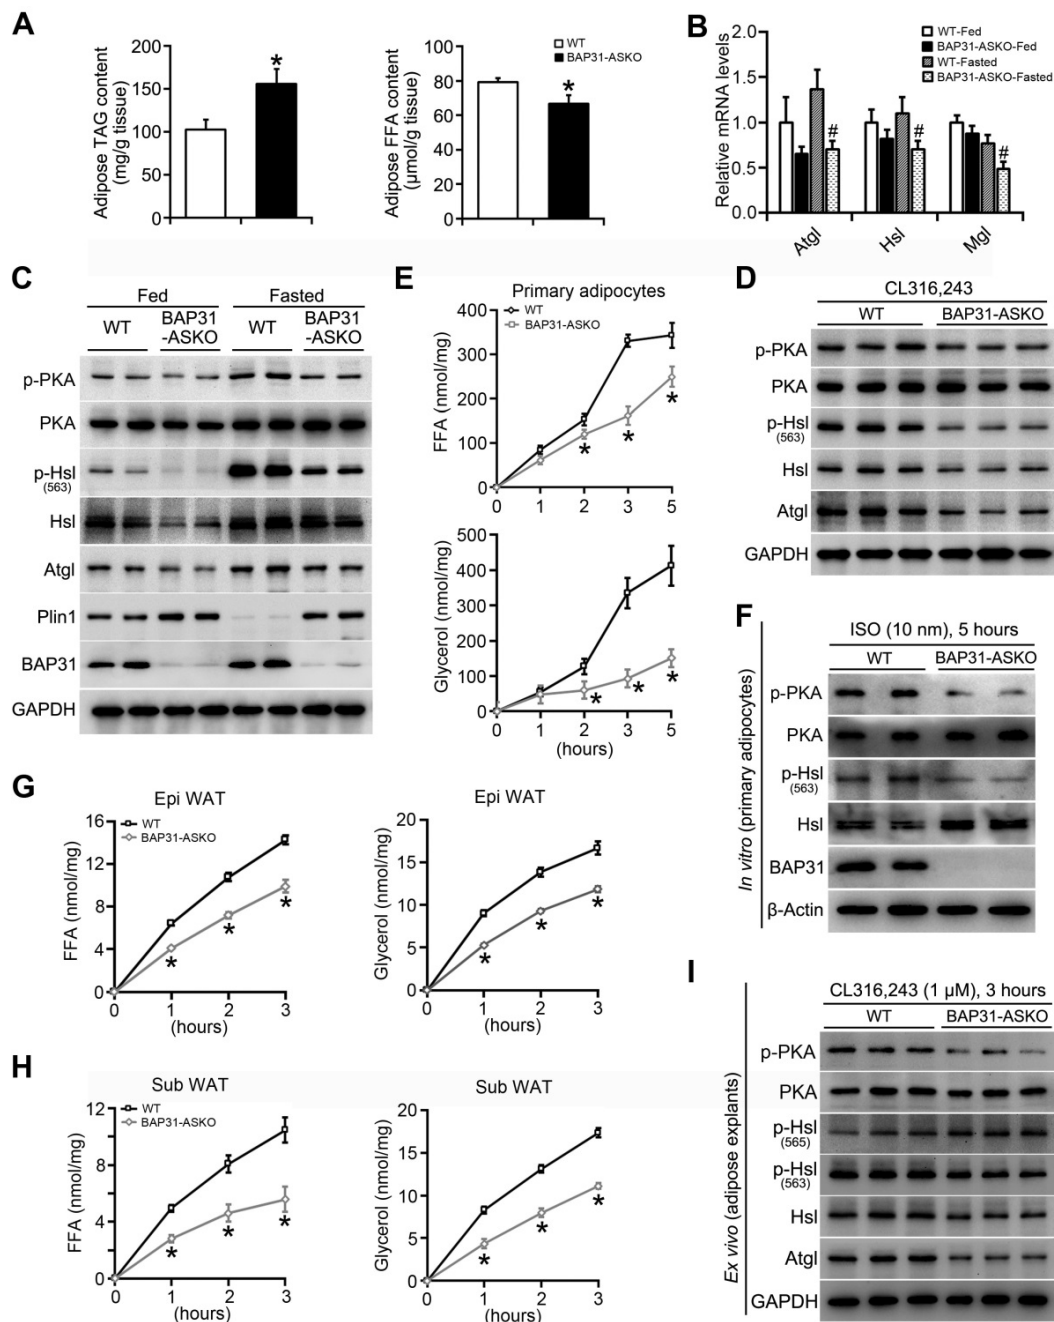 A
Adipose TAG content
(mg/g tissue)
200
150
100
50
0
*
Adipose FFA content
(μmol/g tissue)
100
80
60
40
20
0
WT
BAP31-ASKO
*
B
Relative mRNA levels
2.0
1.5
1.0
0.5
0.0
WT-Fed
BAP31-ASKO-Fed
WT-Fasted
BAP31-ASKO-Fasted
# # #
Atgl Hsl Mgl
C
Fed Fasted
WT BAP31-ASKO WT BAP31-ASKO
p-PKA
PKA
p-Hsl
(563)
Hsl
Atgl
Plin1
BAP31
GAPDH
E
Primary adipocytes
WT
BAP31-ASKO
FFA (nmol/mg)
400
300
200
100
0
* * *
0 1 2 3 5
Glycerol (nmol/mg)
500
400
300
200
100
0
* * *
0 1 2 3 5
(hours)
D
CL316,243
WT BAP31-ASKO
p-PKA
PKA
p-Hsl
(563)
Hsl
Atgl
GAPDH
F
ISO (10 nm), 5 hours
WT BAP31-ASKO
In vitro (primary adipocytes)
p-PKA
PKA
p-Hsl
(563)
Hsl
BAP31
β-Actin
G
Epi WAT
WT
BAP31-ASKO
FFA (nmol/mg)
16
12
8
4
0
* * *
0 1 2 3
(hours)
Epi WAT
Glycerol (nmol/mg)
20
15
10
5
0
* * *
0 1 2 3
(hours)
H
Sub WAT
WT
BAP31-ASKO
FFA (nmol/mg)
12
9
6
4
0
* * *
0 1 2 3
(hours)
Sub WAT
Glycerol (nmol/mg)
20
15
10
5
0
* * *
0 1 2 3
(hours)
I
CL316,243 (1 μM), 3 hours
WT BAP31-ASKO
Ex vivo (adipose explants)
p-PKA
PKA
p-Hsl
(565)
p-Hsl
(563)
Hsl
Atgl
GAPDH